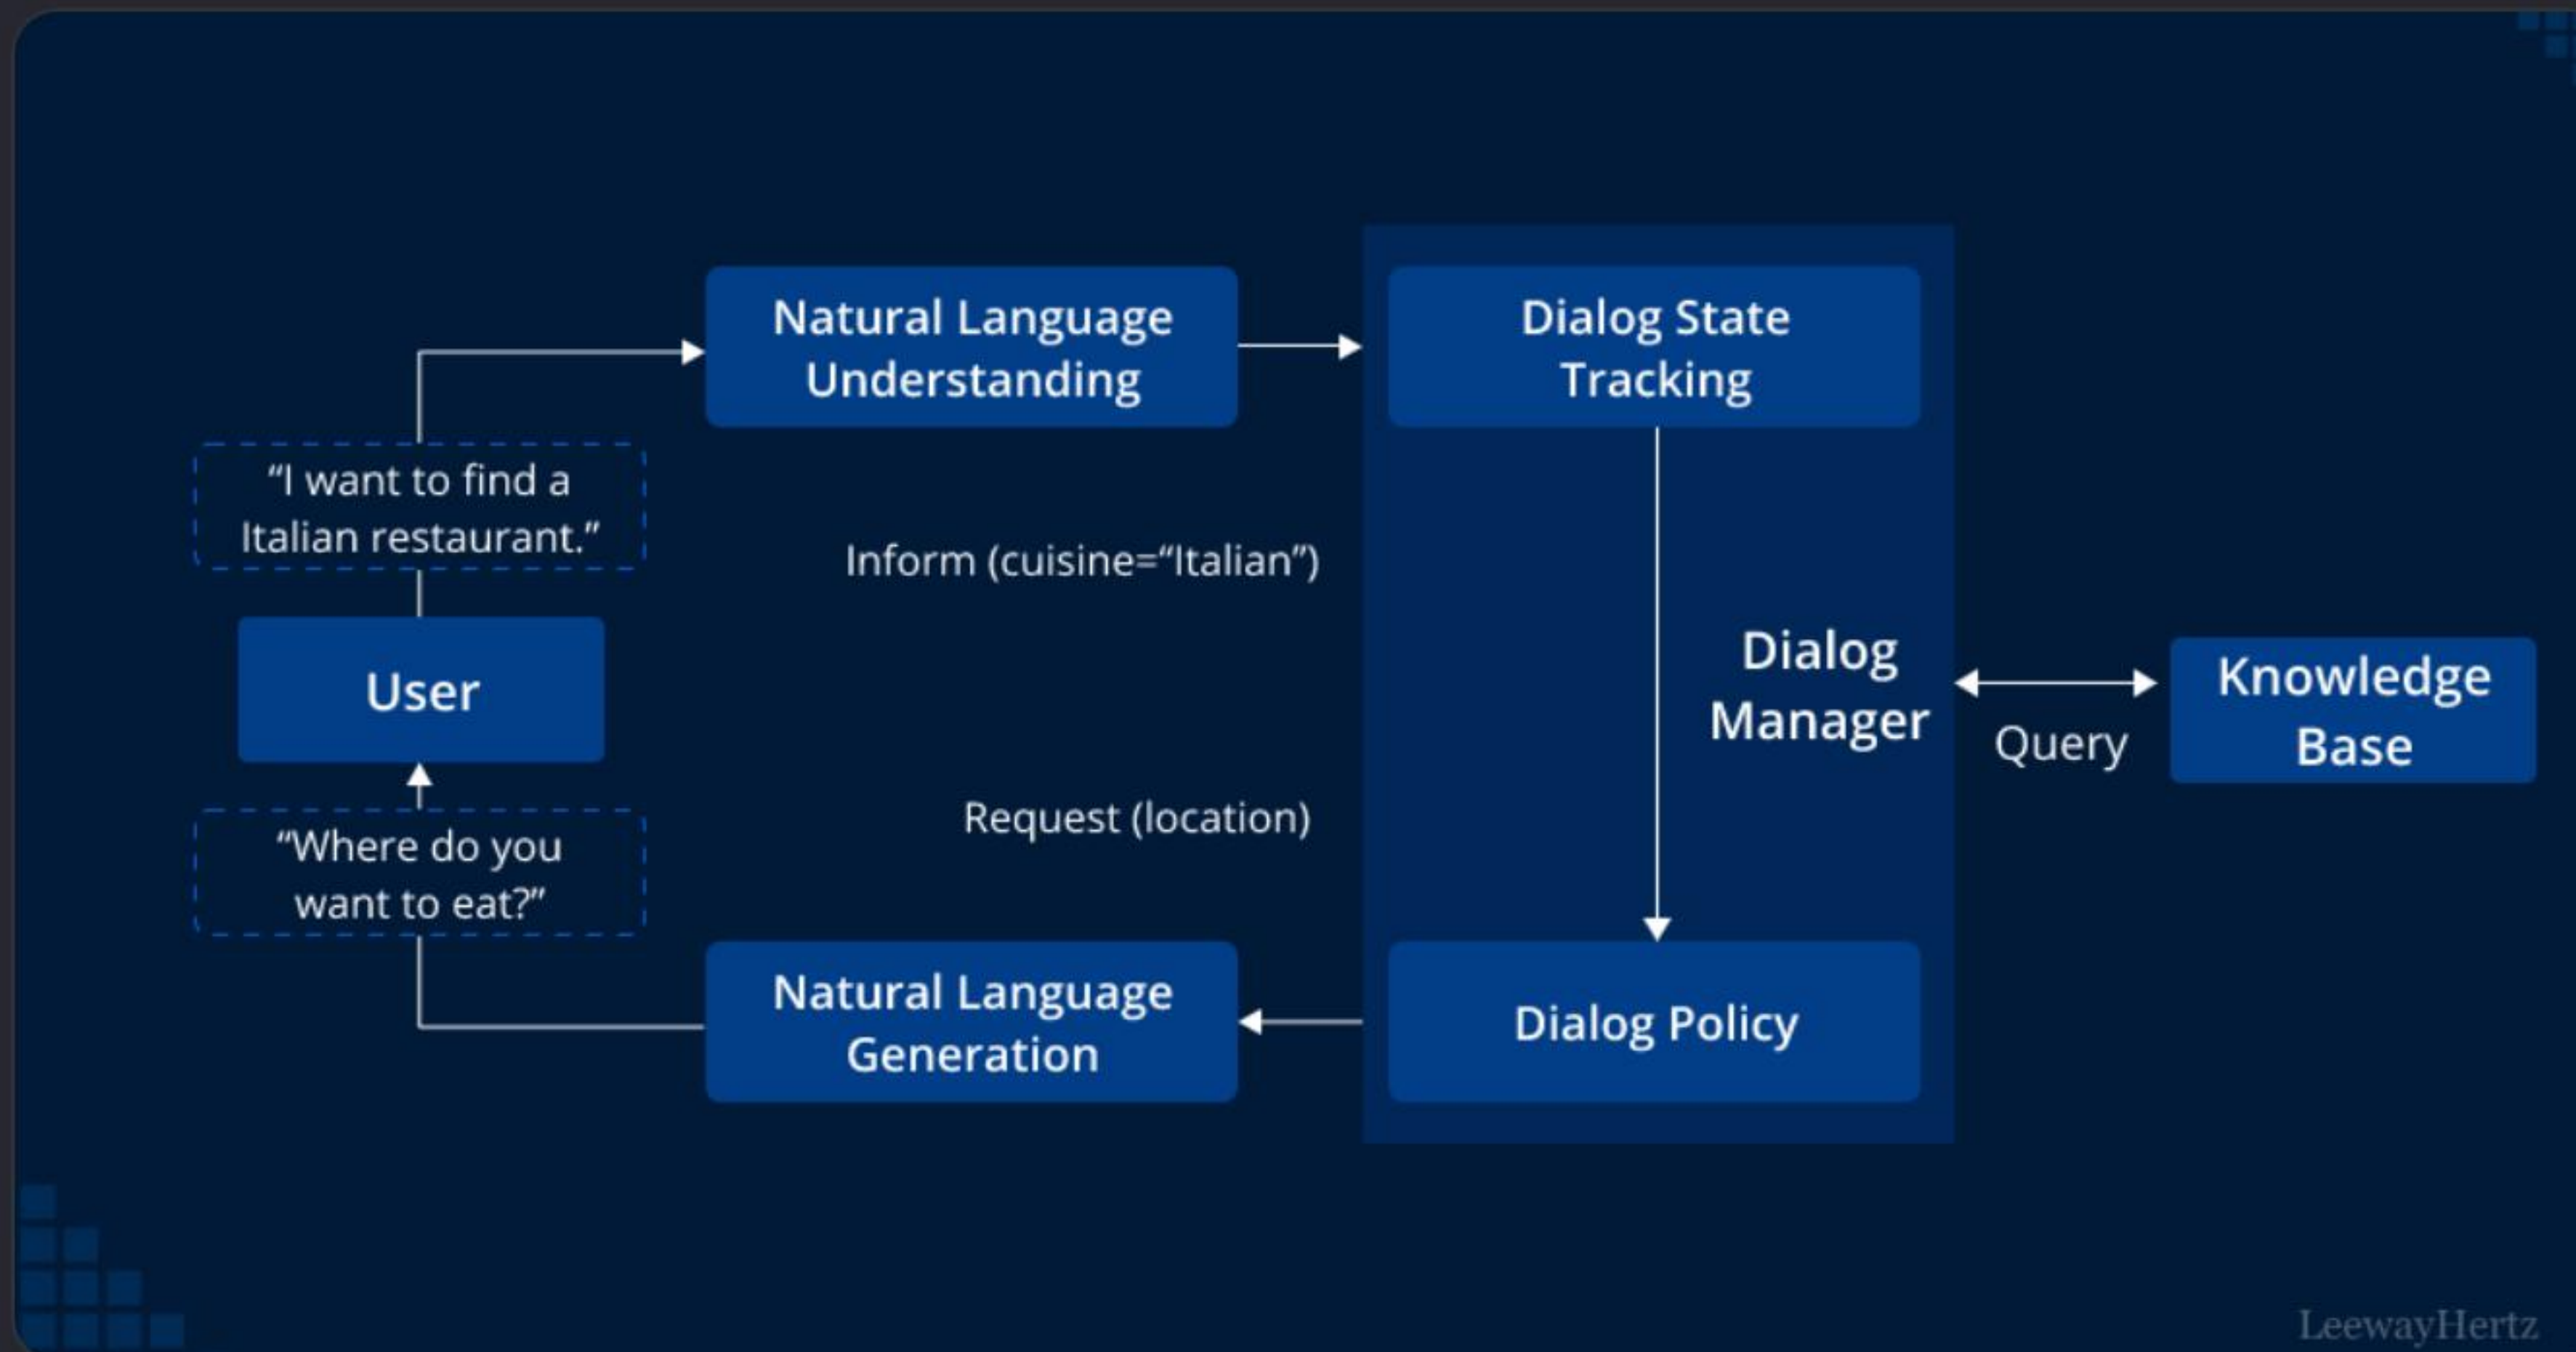 Natural Language
Understanding
Dialog State
Tracking
“I want to find a
Italian restaurant.”
Inform (cuisine=“Italian”)
User
Dialog
Manager
Knowledge
Base
Query
Request (location)
“Where do you
want to eat?”
Natural Language
Generation
Dialog Policy
LeewayHertz